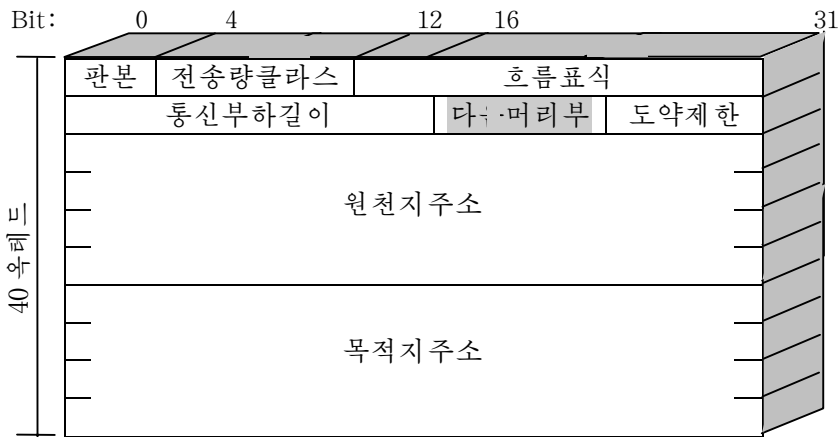 Bit: 0 4 12 16 31
판본 전송량클라스 흐름표식
통신부하길이 머리부 도약제한
원천지주소
목적지주소
40 옥테트